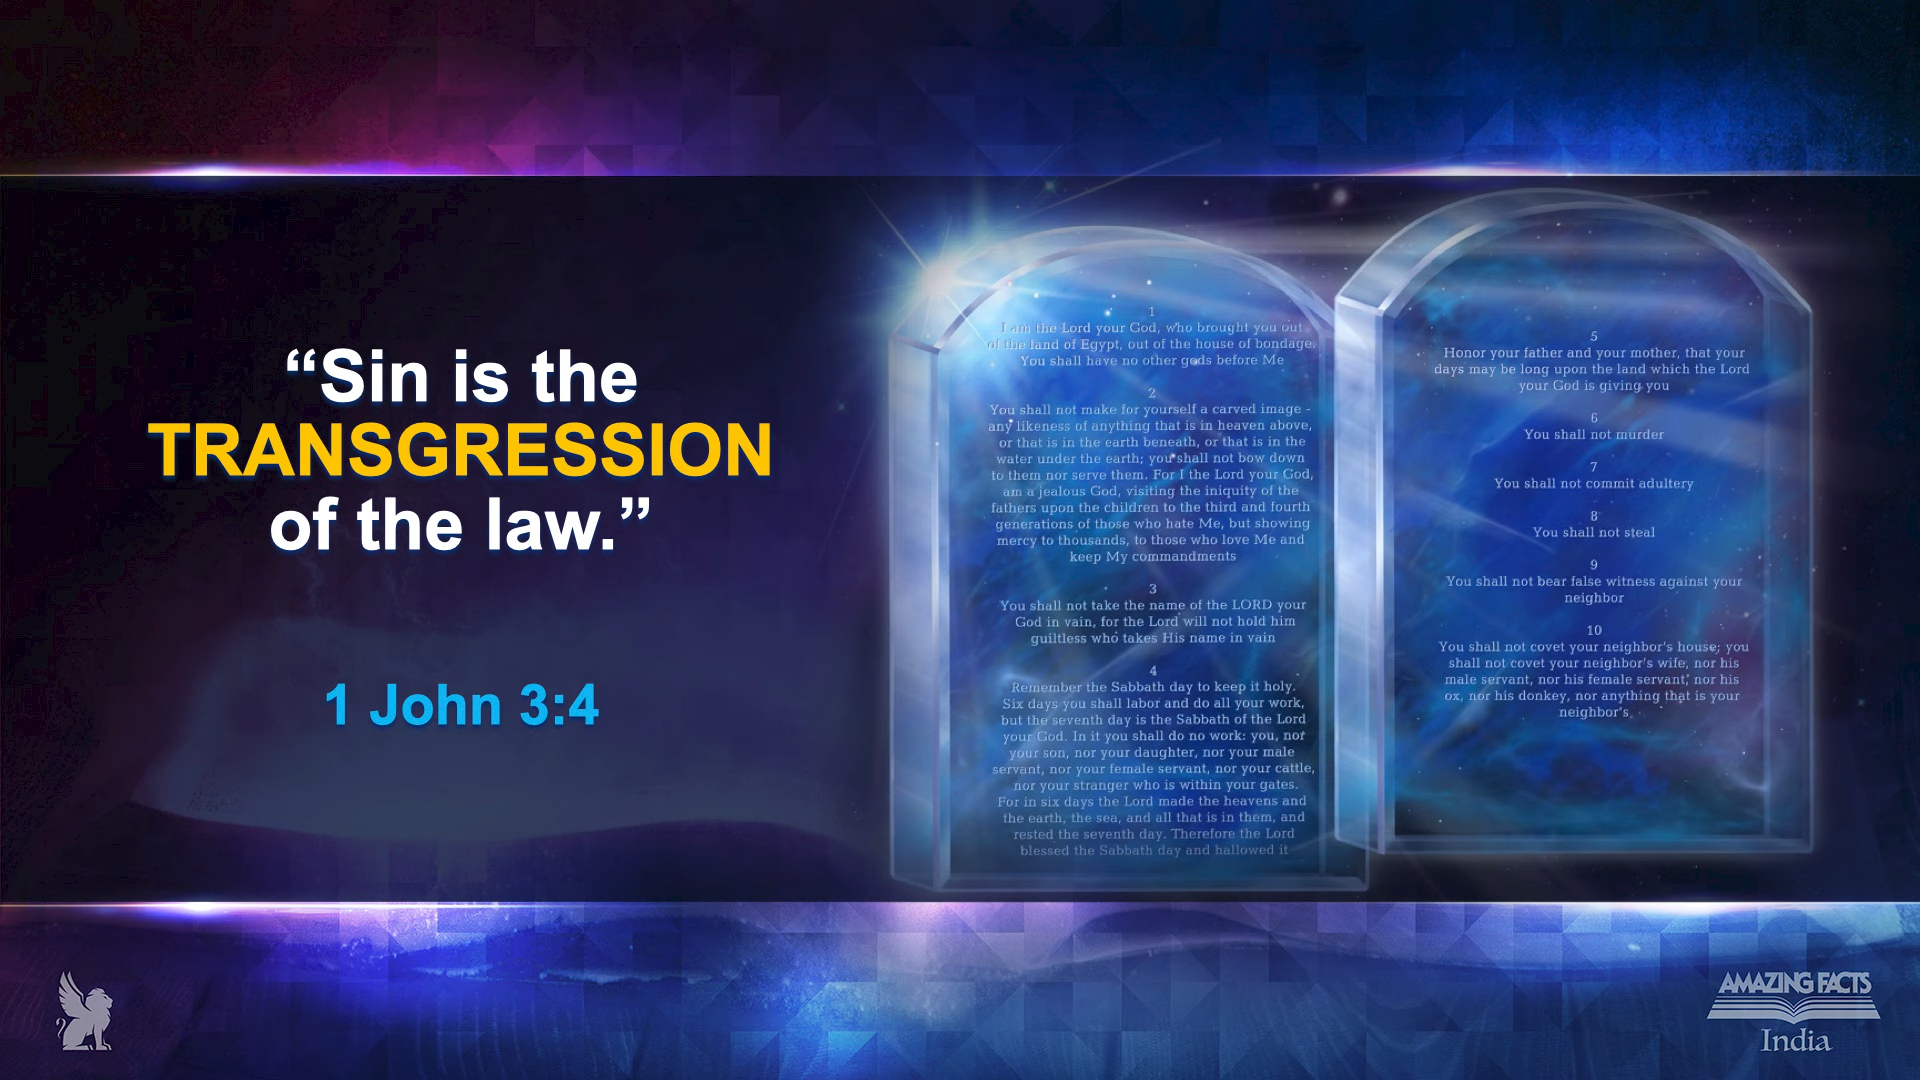 “Sin is the
TRANSGRESSION
of the law.”
1 John 3:4
1
I am the Lord your God, who brought you out
of the land of Egypt, out of the house of bondage.
You shall have no other gods before Me
2
You shall not make for yourself a carved image -
any likeness of anything that is in heaven above,
or that is in the earth beneath, or that is in the
water under the earth; you shall not bow down
to them nor serve them. For I the Lord your God,
am a jealous God, visiting the iniquity of the
fathers upon the children to the third and fourth
generations of those who hate Me, but showing
mercy to thousands, to those who love Me and
keep My commandments
3
You shall not take the name of the LORD your
God in vain, for the Lord will not hold him
guiltless who takes His name in vain
4
Remember the Sabbath day to keep it holy.
Six days you shall labor and do all your work,
but the seventh day is the Sabbath of the Lord
your God. In it you shall do no work: you, nor
your son, nor your daughter, nor your male
servant, nor your female servant, nor your cattle,
nor your stranger who is within your gates.
For in six days the Lord made the heavens and
the earth, the sea, and all that is in them, and
rested the seventh day. Therefore the Lord
blessed the Sabbath day and hallowed it
5
Honor your father and your mother, that your
days may be long upon the land which the Lord
your God is giving you
6
You shall not murder
7
You shall not commit adultery
8
You shall not steal
9
You shall not bear false witness against your
neighbor
10
You shall not covet your neighbor's house; you
shall not covet your neighbor's wife, nor his
male servant, nor his female servant, nor his
ox, nor his donkey, nor anything that is your
neighbor's
AMAZING FACTS
India